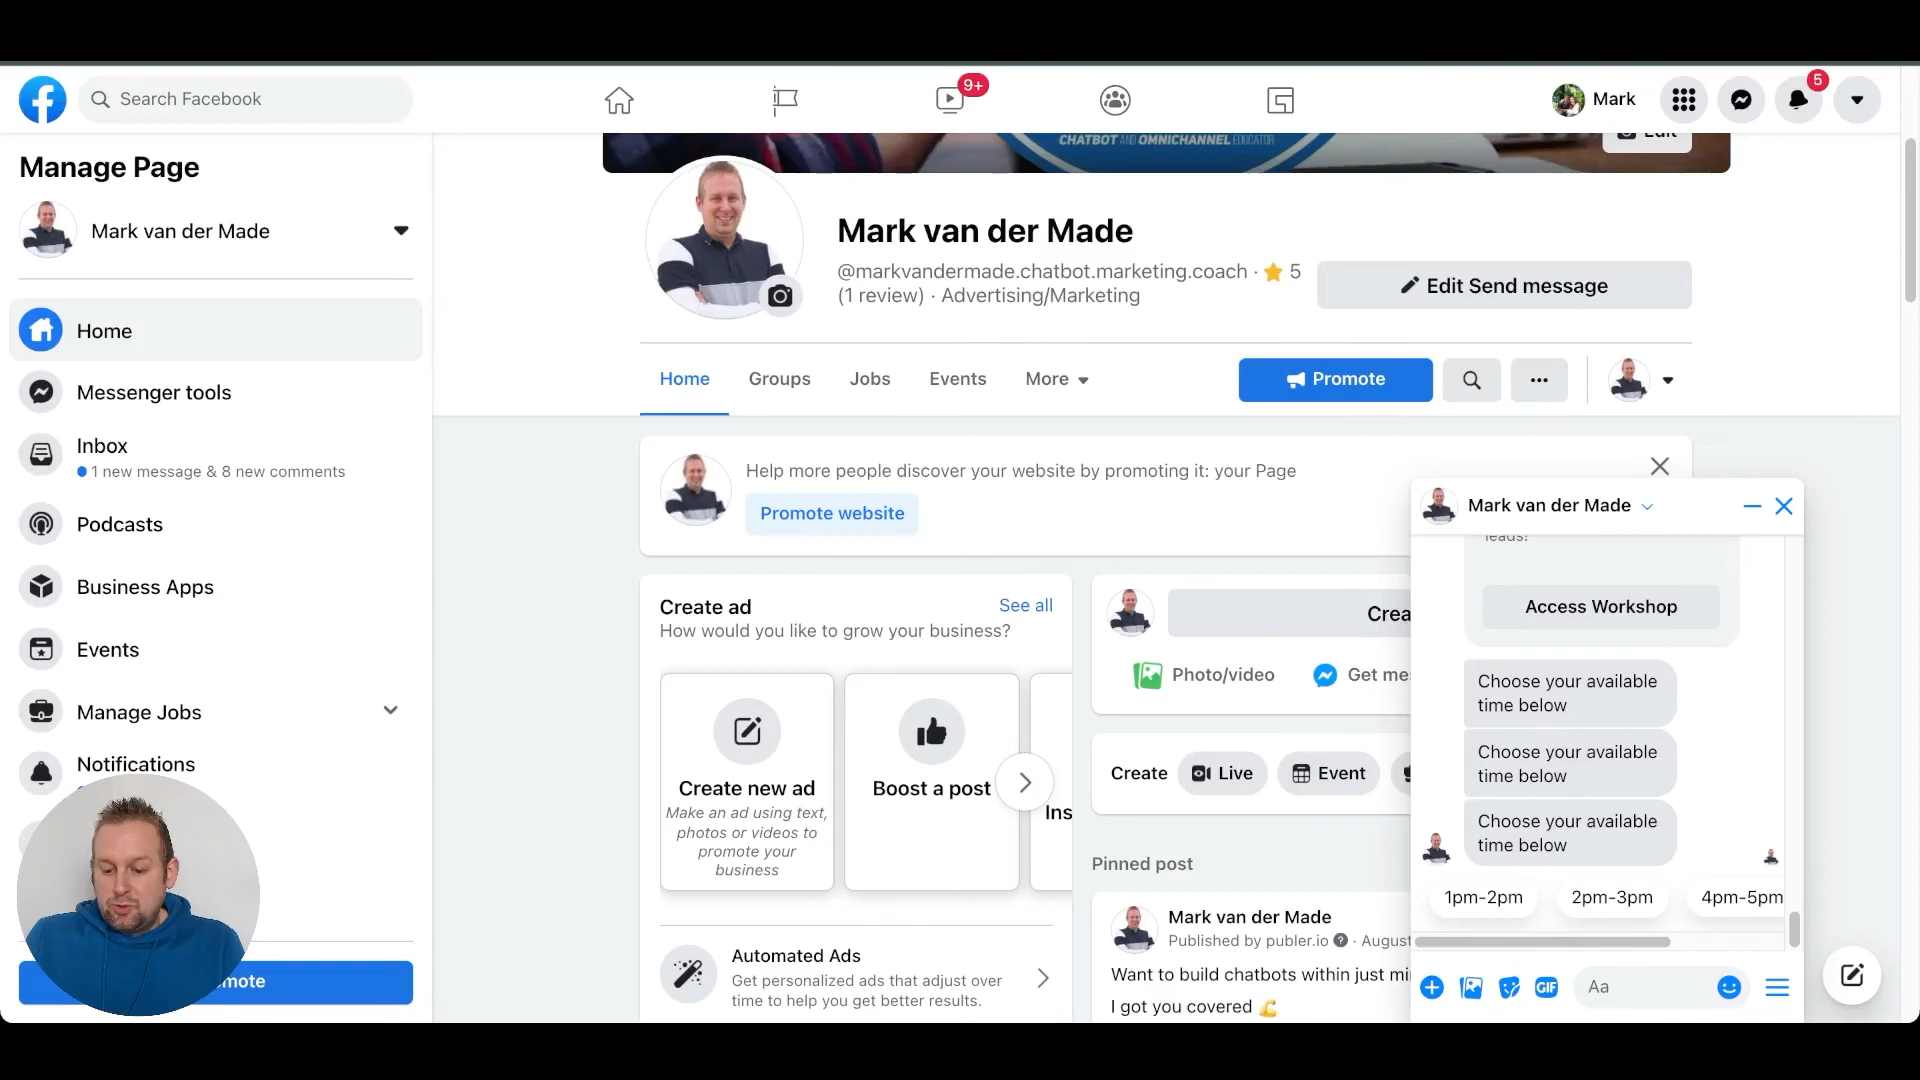 Search Facebook
9+
Mark
5
Manage Page
Mark van der Made
Home
Messenger tools
Inbox
1 new message & 8 new comments
Podcasts
Business Apps
Events
Manage Jobs
Notifications
CHATBOT AND OMNICHANNEL EDUCATOR
Edit
Mark van der Made
@markvandermade.chatbot.marketing.coach · 5
(1 review) · Advertising/Marketing
Edit Send message
Home
Groups
Jobs
Events
More
Promote
Help more people discover your website by promoting it: your Page
Promote website
Create ad
See all
How would you like to grow your business?
Create new ad
Make an ad using text,
photos or videos to
promote your
business
Boost a post
Ins
Automated Ads
Get personalized ads that adjust over
time to help you get better results.
Crea
Photo/video
Get me
Create
Live
Event
Pinned post
Mark van der Made
Published by publer.io · August
Want to build chatbots within just mi
I got you covered 💪
Mark van der Made
leads!
Access Workshop
Choose your available
time below
Choose your available
time below
Choose your available
time below
1pm-2pm
2pm-3pm
4pm-5pm
GIF
Aa